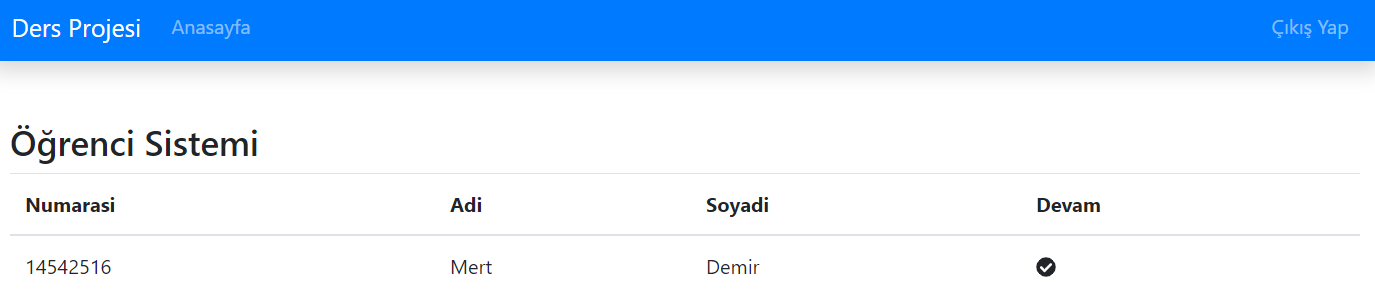 Ders Projesi Anasayfa Çıkış Yap
Öğrenci Sistemi
Numarasi Adi Soyadi Devam
14542516 Mert Demir